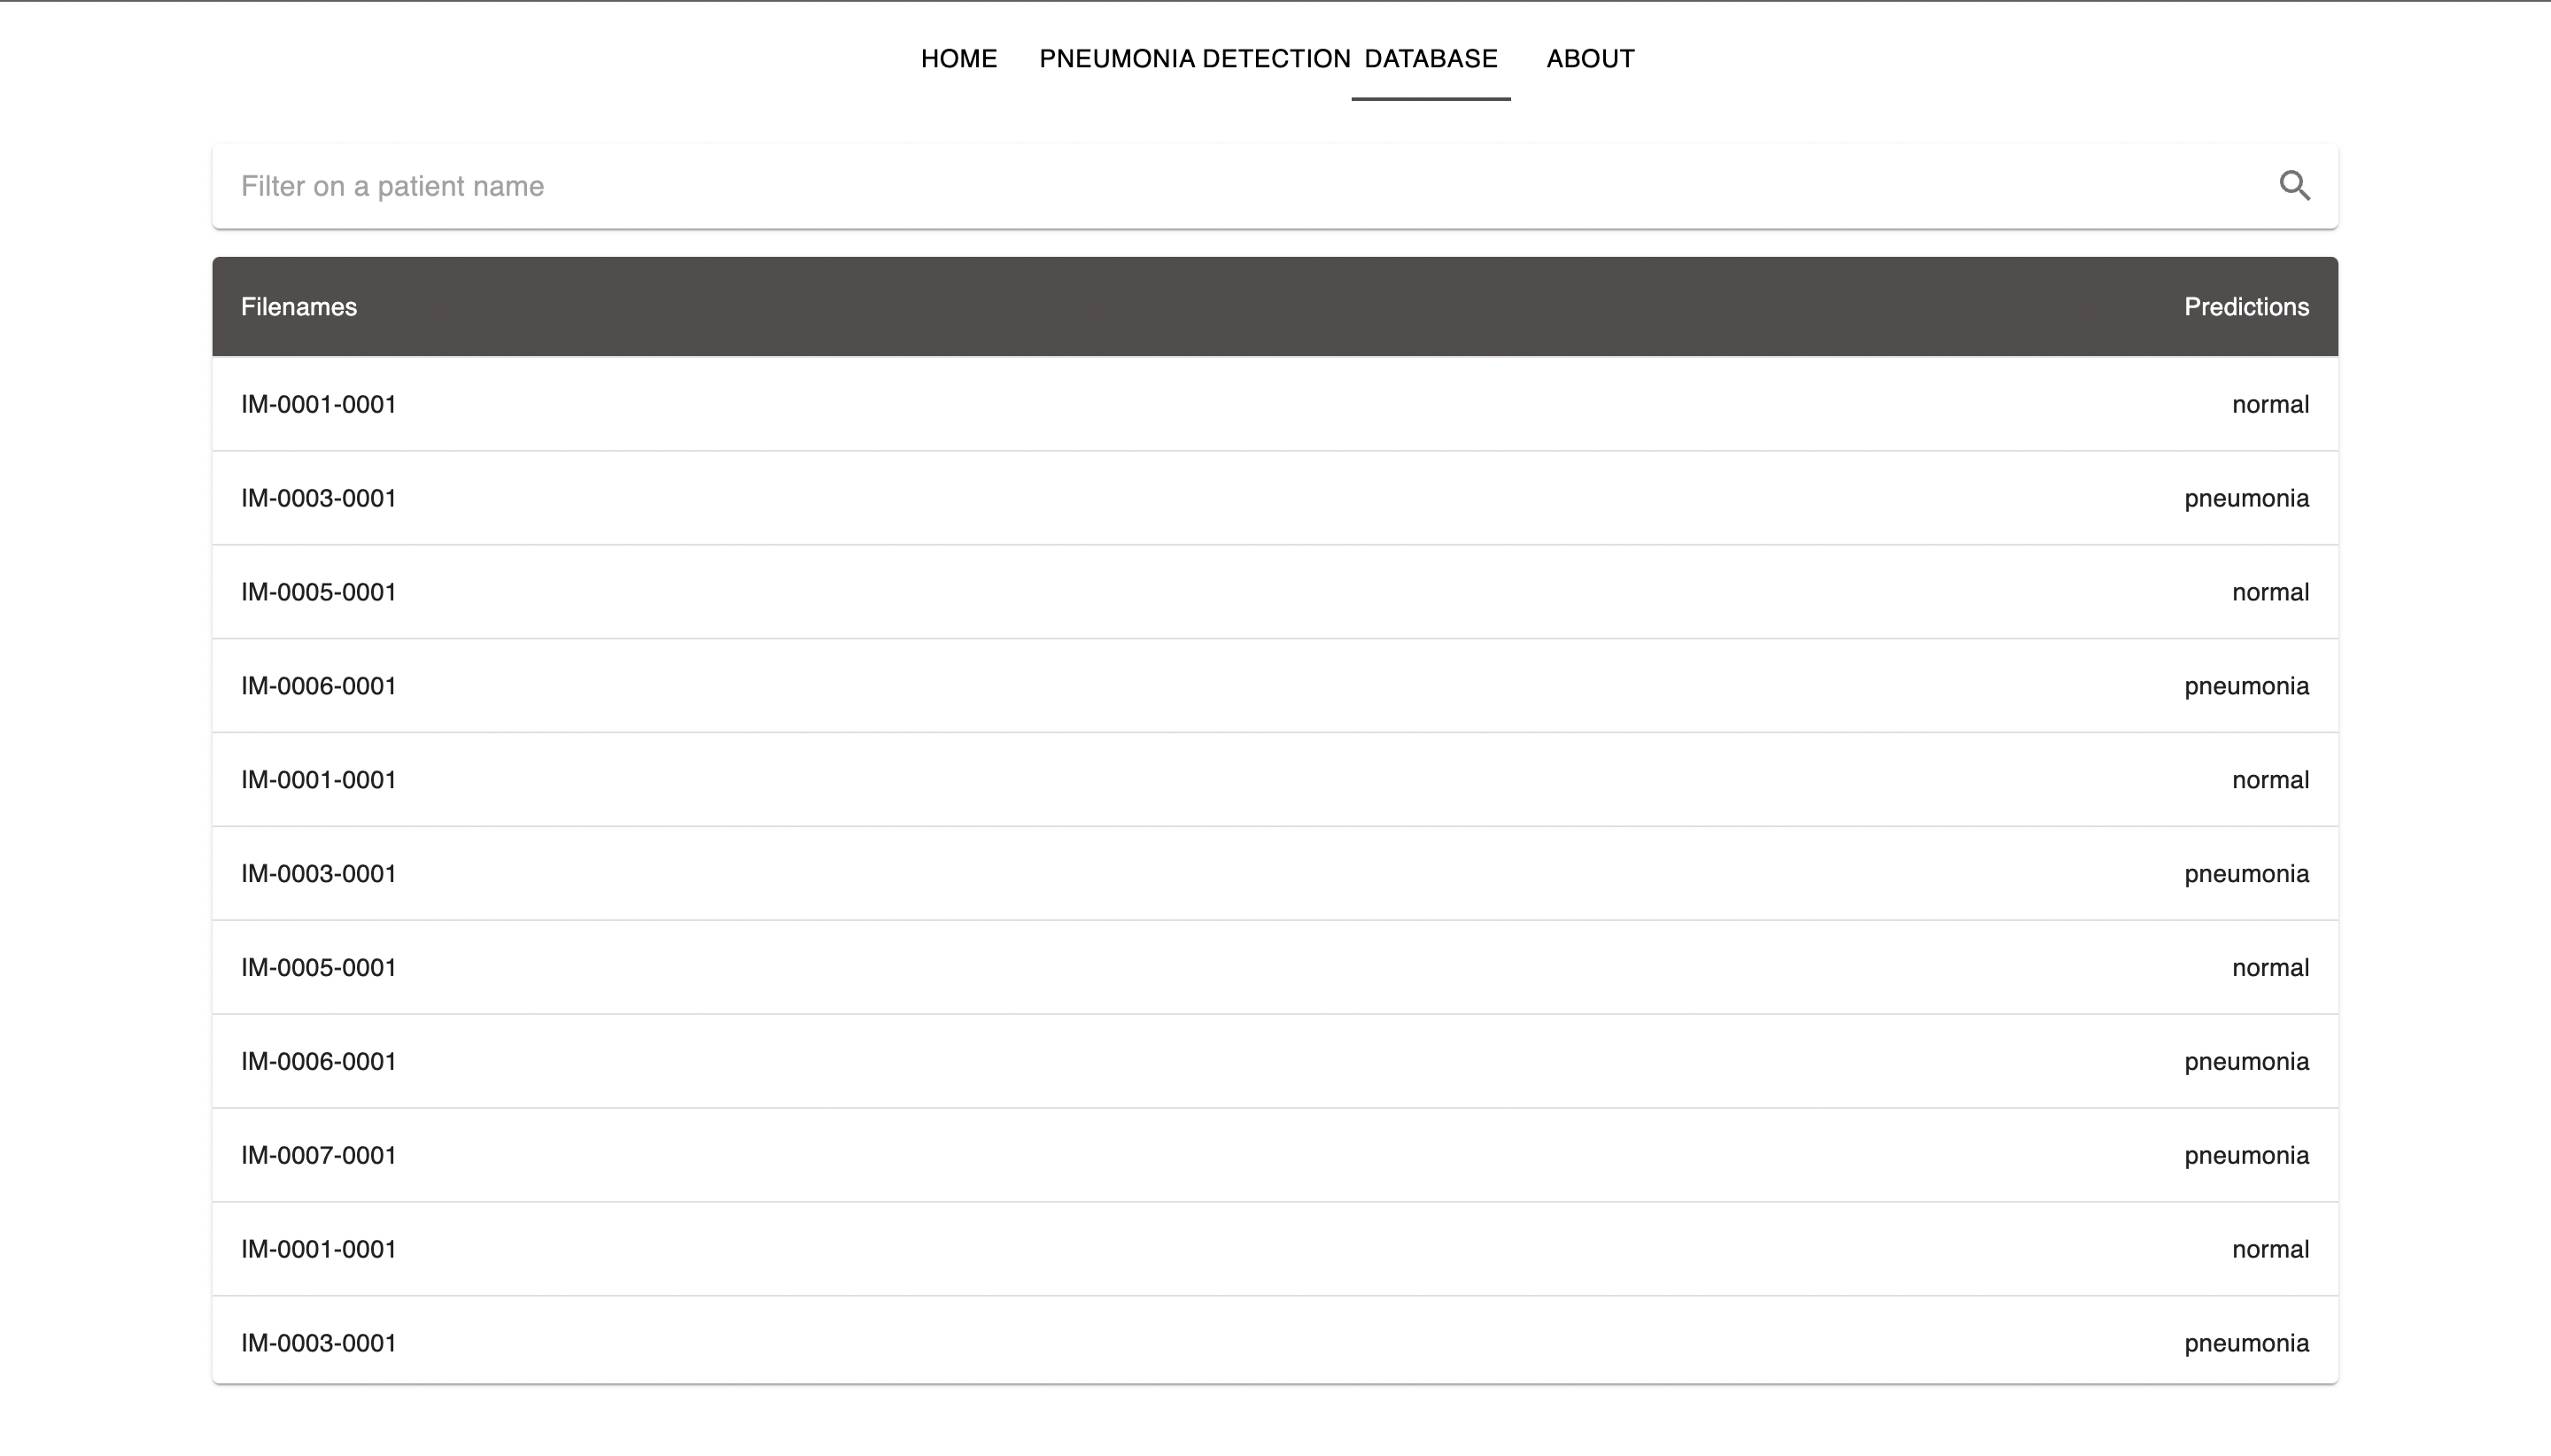 HOME PNEUMONIA DETECTION DATABASE ABOUT
Filter on a patient name
Filenames Predictions
IM-0001-0001 normal
IM-0003-0001 pneumonia
IM-0005-0001 normal
IM-0006-0001 pneumonia
IM-0001-0001 normal
IM-0003-0001 pneumonia
IM-0005-0001 normal
IM-0006-0001 pneumonia
IM-0007-0001 pneumonia
IM-0001-0001 normal
IM-0003-0001 pneumonia